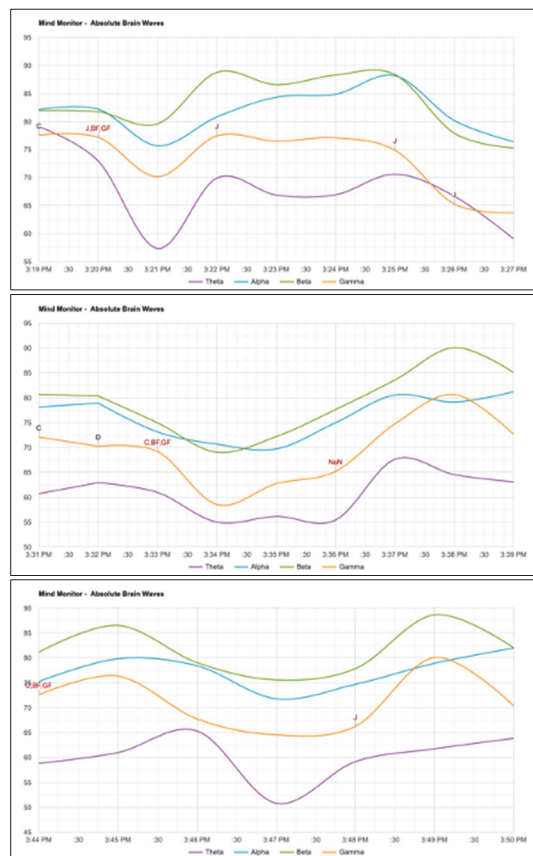 Mind Monitor - Absolute Brain Waves
95
90
85
80
75
70
65
60
55
C
J,BF,GF
J
J
J
3:19 PM :30 3:20 PM :30 3:21 PM :30 3:22 PM :30 3:23 PM :30 3:24 PM :30 3:25 PM :30 3:26 PM :30 3:27 PM
Theta Alpha Beta Gamma
Mind Monitor - Absolute Brain Waves
95
90
85
80
75
70
65
60
55
50
C
D
C,BF,GF
NaN
3:31 PM :30 3:32 PM :30 3:33 PM :30 3:34 PM :30 3:35 PM :30 3:36 PM :30 3:37 PM :30 3:38 PM :30 3:39 PM
Theta Alpha Beta Gamma
Mind Monitor - Absolute Brain Waves
90
85
80
75
70
65
60
55
50
45
C,BF,GF
J
3:44 PM :30 3:45 PM :30 3:46 PM :30 3:47 PM :30 3:48 PM :30 3:49 PM :30 3:50 PM
Theta Alpha Beta Gamma